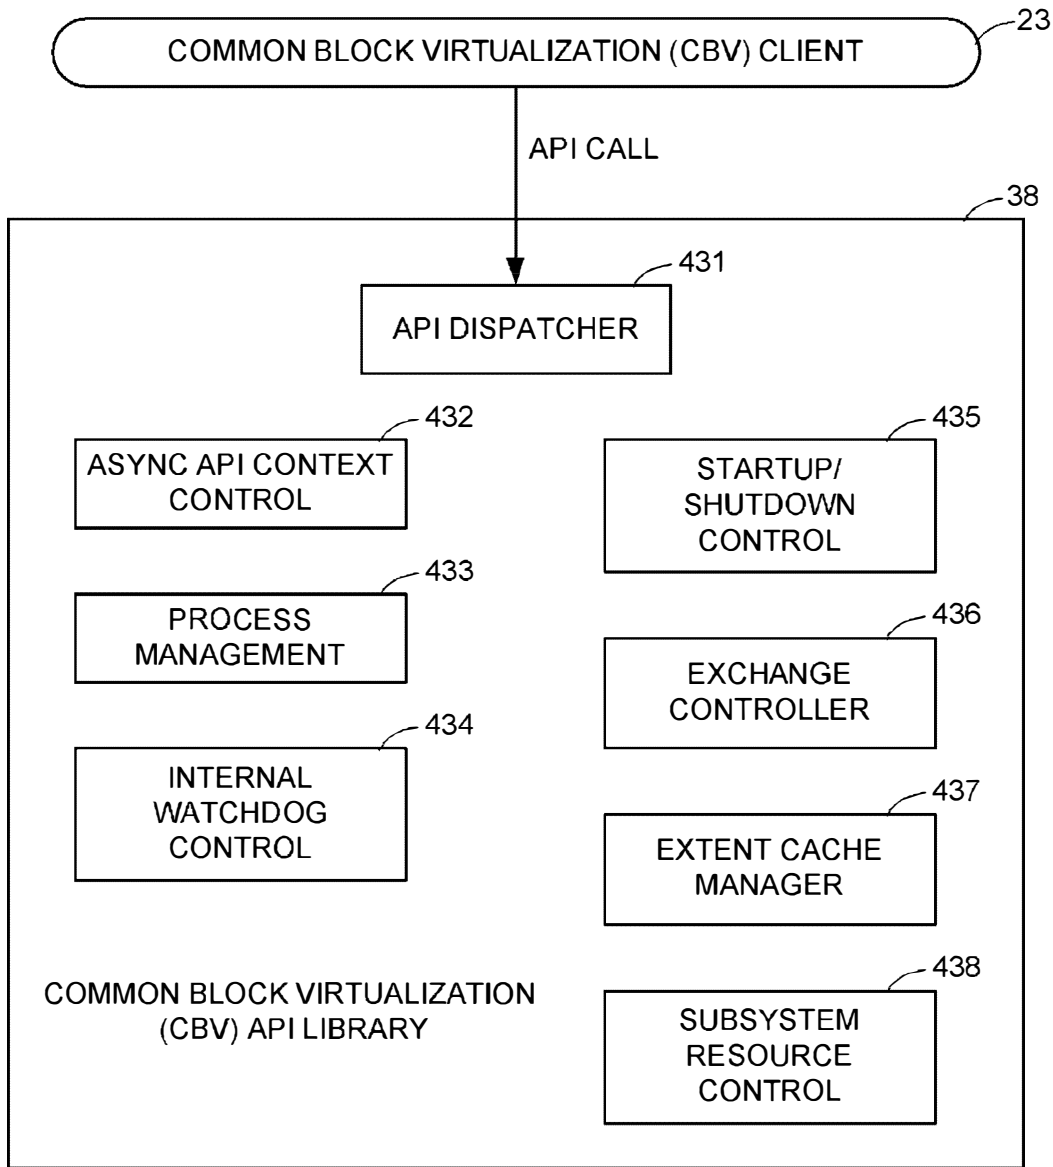 COMMON BLOCK VIRTUALIZATION (CBV) CLIENT
23
API CALL
38
431
API DISPATCHER
432
ASYNC API CONTEXT
CONTROL
433
PROCESS
MANAGEMENT
434
INTERNAL
WATCHDOG
CONTROL
435
STARTUP/
SHUTDOWN
CONTROL
436
EXCHANGE
CONTROLLER
437
EXTENT CACHE
MANAGER
438
SUBSYSTEM
RESOURCE
CONTROL
COMMON BLOCK VIRTUALIZATION
(CBV) API LIBRARY